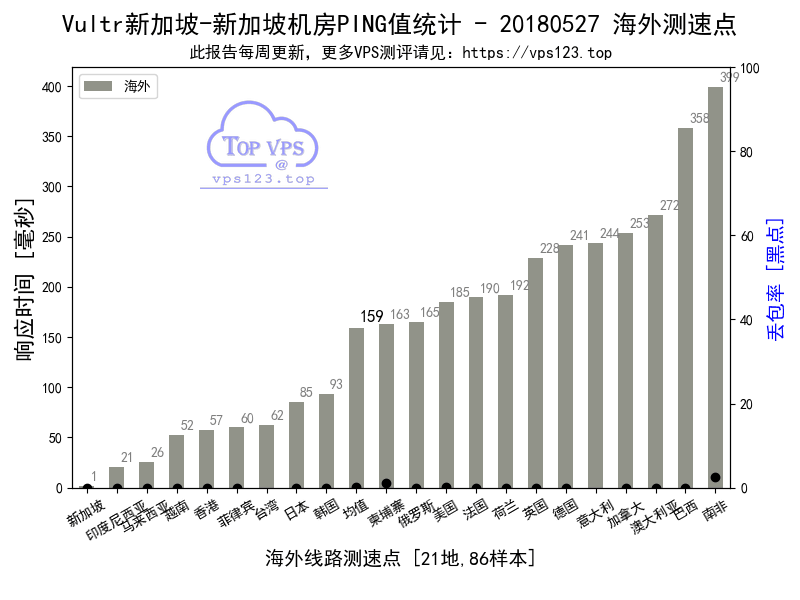 Vultr新加坡-新加坡机房PING值统计 - 20180527 海外测速点
此报告每周更新，更多VPS测评请见：https://vps123.top
海外
TOP VPS
@
vps123.top
响应时间 [毫秒]
丢包率 [黑点]
400
350
300
250
200
150
100
50
0
100
80
60
40
20
0
1
21
26
52
57
60
62
85
93
159
163
165
185
190
192
228
241
244
253
272
358
399
新加坡
印度尼西亚
马来西亚
越南
香港
菲律宾
台湾
日本
韩国
均值
柬埔寨
俄罗斯
美国
法国
荷兰
英国
德国
意大利
加拿大
澳大利亚
巴西
南非
海外线路测速点 [21地,86样本]